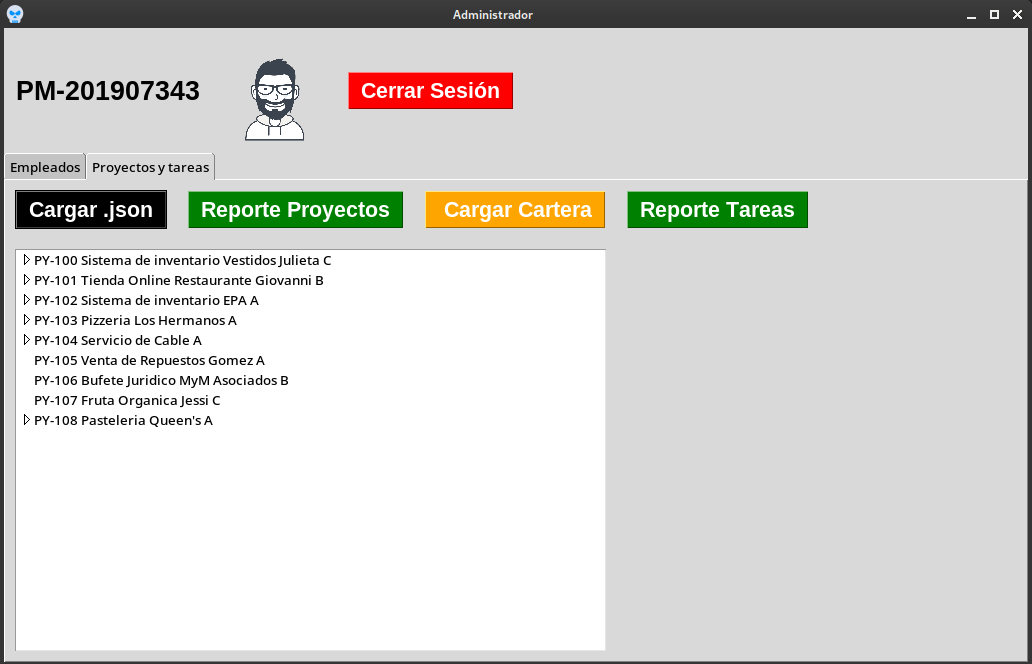 Administrador
PM-201907343
Cerrar Sesión
Empleados
Proyectos y tareas
Cargar .json
Reporte Proyectos
Cargar Cartera
Reporte Tareas
PY-100 Sistema de inventario Vestidos Julieta C
PY-101 Tienda Online Restaurante Giovanni B
PY-102 Sistema de inventario EPA A
PY-103 Pizzeria Los Hermanos A
PY-104 Servicio de Cable A
PY-105 Venta de Repuestos Gomez A
PY-106 Bufete Juridico MyM Asociados B
PY-107 Fruta Organica Jessi C
PY-108 Pasteleria Queen's A